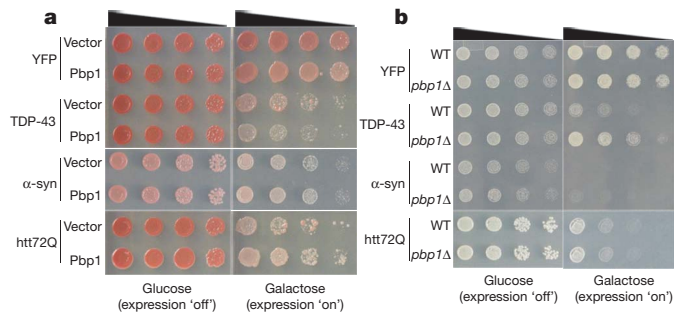 a
YFP
Vector
Pbp1
TDP-43
Vector
Pbp1
α-syn
Vector
Pbp1
htt72Q
Vector
Pbp1
Glucose
(expression ‘off’)
Galactose
(expression ‘on’)
b
YFP
WT
pbp1Δ
TDP-43
WT
pbp1Δ
α-syn
WT
pbp1Δ
htt72Q
WT
pbp1Δ
Glucose
(expression ‘off’)
Galactose
(expression ‘on’)